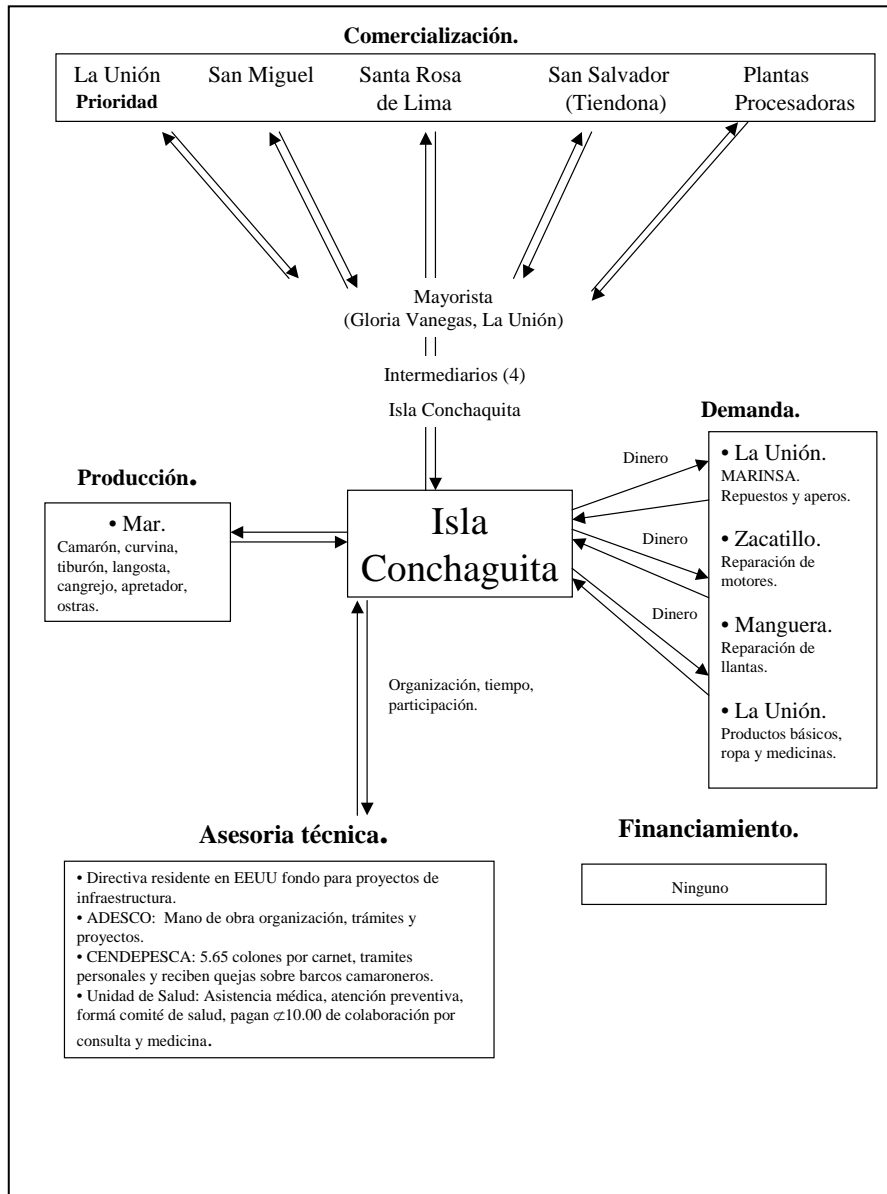 Comercialización.
La Unión
Prioridad
San Miguel
Santa Rosa
de Lima
San Salvador
(Tiendona)
Plantas
Procesadoras
Mayorista
(Gloria Vanegas, La Unión)
Intermediarios (4)
Isla Conchaquita
Producción.
• Mar.
Camarón, curvina,
tiburón, langosta,
cangrejo, apretador,
ostras.
Isla
Conchaguita
Dinero
Dinero
Dinero
Demanda.
• La Unión.
MARINSA.
Repuestos y aperos.
• Zacatillo.
Reparación de
motores.
• Manguera.
Reparación de
llantas.
• La Unión.
Productos básicos,
ropa y medicinas.
Organización, tiempo,
participación.
Asesoria técnica.
• Directiva residente en EEUU fondo para proyectos de
infraestructura.
• ADESCO:  Mano de obra organización, trámites y
proyectos.
• CENDEPESCA: 5.65 colones por carnet, tramites
personales y reciben quejas sobre barcos camaroneros.
• Unidad de Salud: Asistencia médica, atención preventiva,
formá comité de salud, pagan ⊄10.00 de colaboración por
consulta y medicina.
Financiamiento.
Ninguno